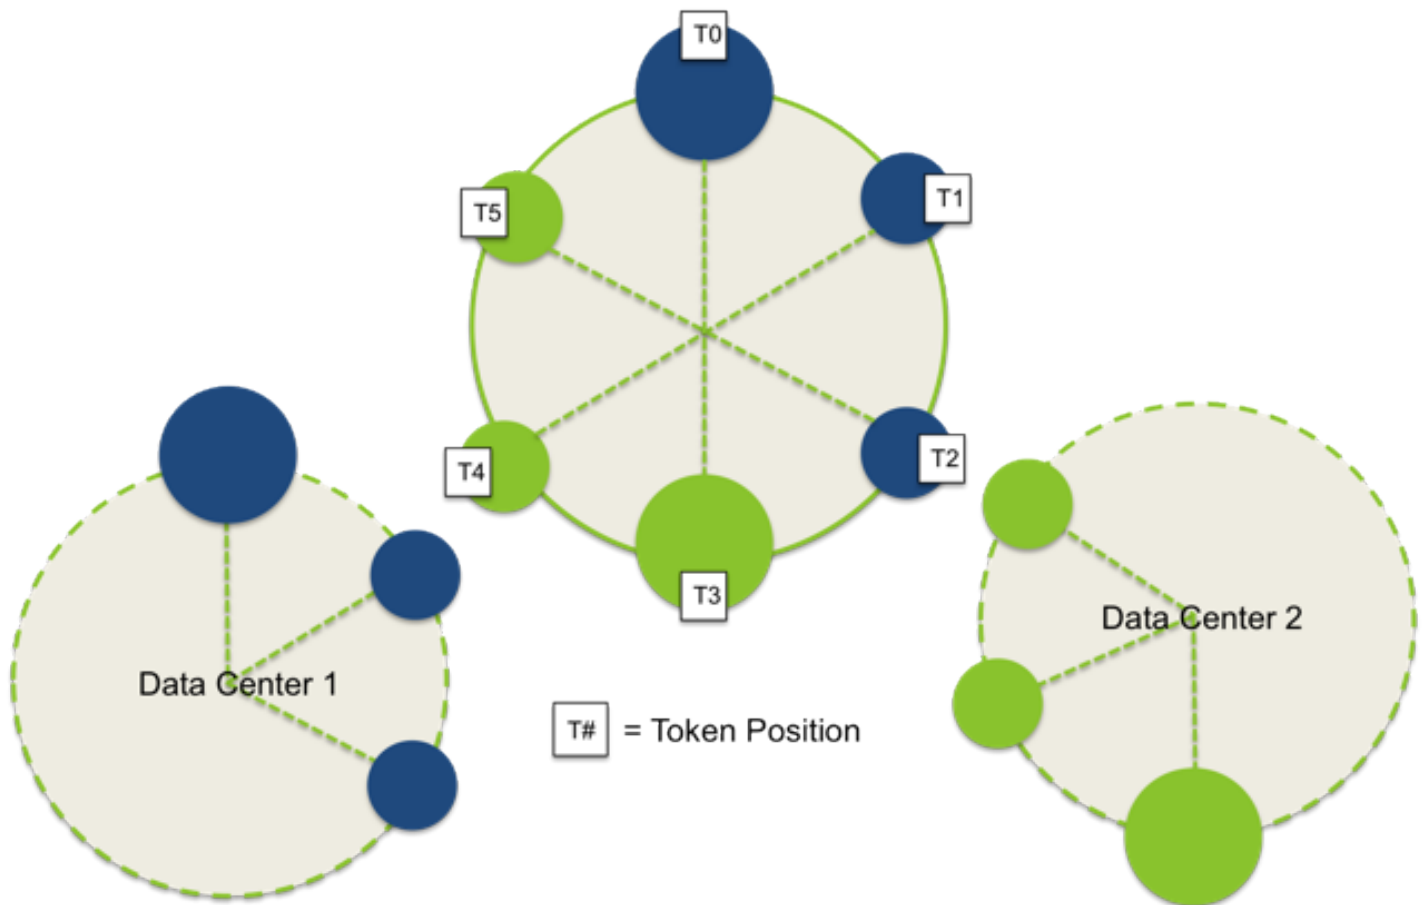 T0
T1
T5
T2
T4
T3
Data Center 1
Data Center 2
T# = Token Position